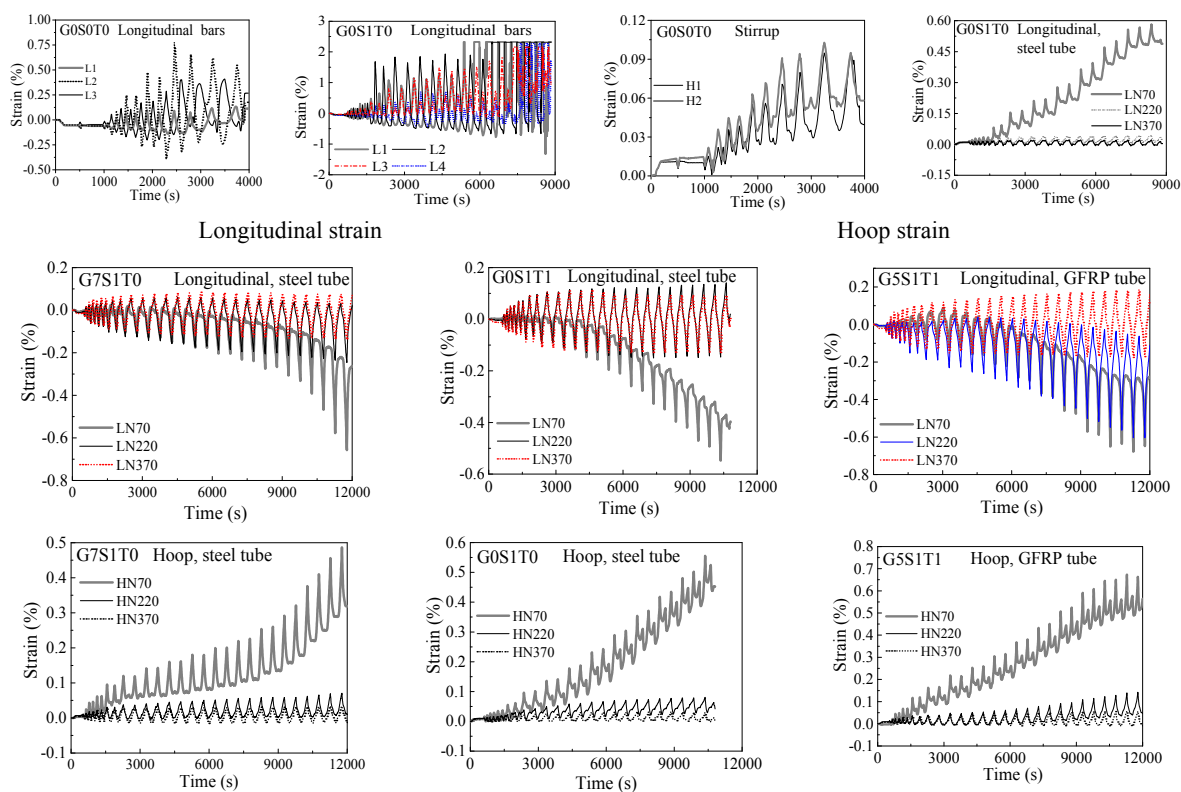 G0S0T0 Longitudinal bars
Strain (%)
1.00
0.75
0.50
0.25
0.00
-0.25
-0.50
L1
L2
L3
0 1000 2000 3000 4000
Time (s)
G0S1T0 Longitudinal bars
Strain (%)
3
2
1
0
-1
2
L1 L2
L3 L4
0 3000 6000 9000
Time (s)
G0S0T0 Stirrup
Strain (%)
0.12
0.09
0.06
0.03
0.00
H1
H2
0 1000 2000 3000 4000
Time (s)
G0S1T0 Longitudinal,
steel tube
Strain (%)
0.60
0.45
0.30
0.15
0.00
-0.15
LN70
LN220
LN370
0 3000 6000 9000
Time (s)
Longitudinal strain
Hoop strain
G7S1T0 Longitudinal, steel tube
Strain (%)
0.2
0.0
-0.2
-0.4
-0.6
-0.8
LN70
LN220
LN370
0 3000 6000 9000 12000
Time (s)
G0S1T1 Longitudinal, steel tube
Strain (%)
0.2
0.0
-0.2
-0.4
-0.6
LN70
LN220
LN370
0 3000 6000 9000 12000
Time (s)
G5S1T1 Longitudinal, GFRP tube
Strain (%)
0.2
0.0
-0.2
-0.4
-0.6
-0.8
LN70
LN220
LN370
0 3000 6000 9000 12000
Time (s)
G7S1T0 Hoop, steel tube
Strain (%)
0.5
0.4
0.3
0.2
0.1
0.0
-0.1
HN70
HN220
HN370
0 3000 6000 9000 12000
Time (s)
G0S1T0 Hoop, steel tube
Strain (%)
0.6
0.5
0.4
0.3
0.2
0.1
0.0
-0.1
HN70
HN220
HN370
0 3000 6000 9000 12000
Time (s)
G5S1T1 Hoop, GFRP tube
Strain (%)
0.8
0.7
0.6
0.5
0.4
0.3
0.2
0.1
0.0
-0.1
HN70
HN220
HN370
0 3000 6000 9000 12000
Time (s)